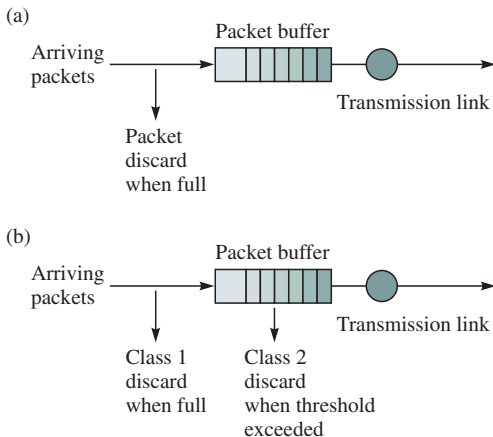 (a)
Packet buffer
Arriving
packets
Transmission link
Packet
discard
when full
(b)
Packet buffer
Arriving
packets
Transmission link
Class 1
discard
when full
Class 2
discard
when threshold
exceeded